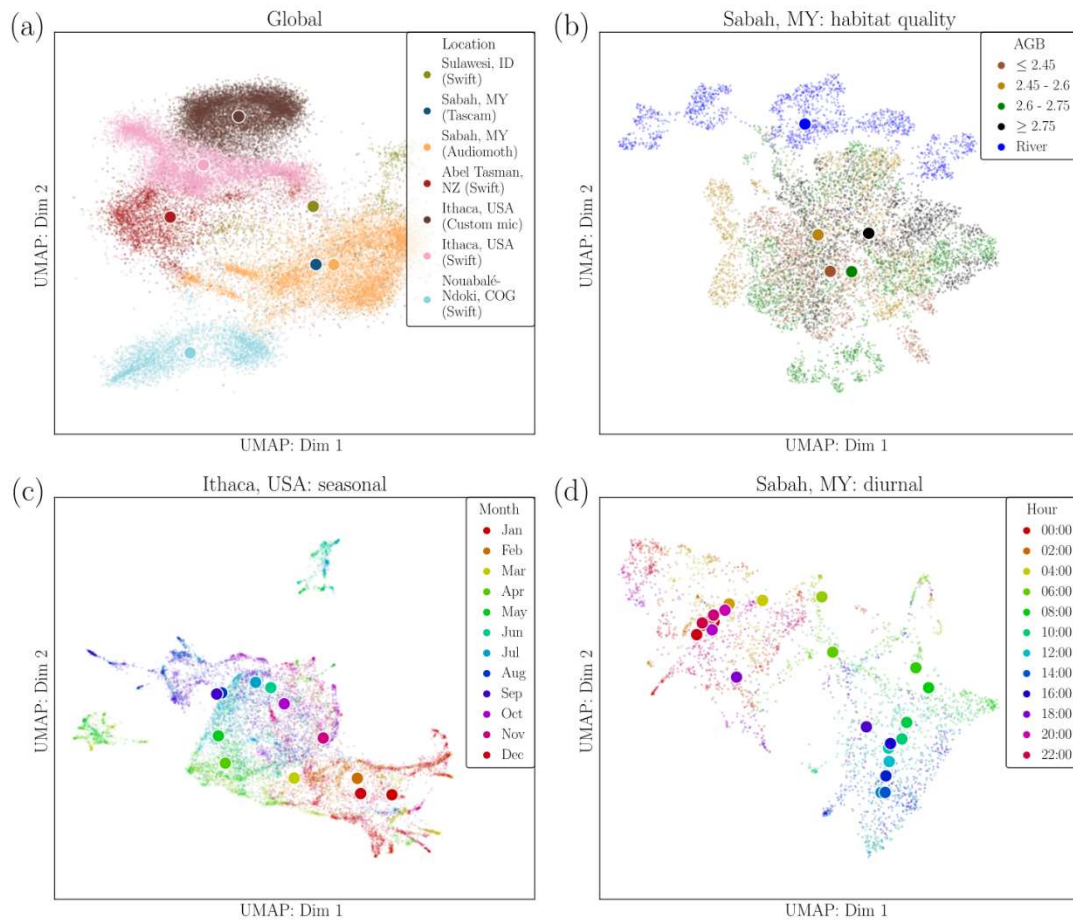 (a)
Global
UMAP: Dim 2
UMAP: Dim 1
Location
Sulawesi, ID
(Swift)
Sabah, MY
(Tascam)
Sabah, MY
(Audiomoth)
Abel Tasman,
NZ (Swift)
Ithaca, USA
(Custom mic)
Ithaca, USA
(Swift)
Nouabalé-
Ndoki, COG
(Swift)
(b)
Sabah, MY: habitat quality
UMAP: Dim 2
UMAP: Dim 1
AGB
≤ 2.45
2.45 - 2.6
2.6 - 2.75
≥ 2.75
River
(c)
Ithaca, USA: seasonal
UMAP: Dim 2
UMAP: Dim 1
Month
Jan
Feb
Mar
Apr
May
Jun
Jul
Aug
Sep
Oct
Nov
Dec
(d)
Sabah, MY: diurnal
UMAP: Dim 2
UMAP: Dim 1
Hour
00:00
02:00
04:00
06:00
08:00
10:00
12:00
14:00
16:00
18:00
20:00
22:00